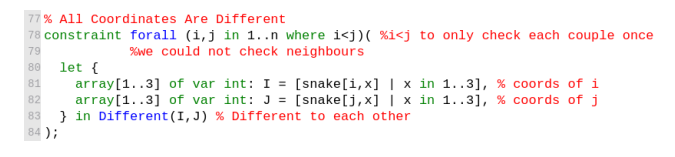 77 % All Coordinates Are Different
78 constraint forall (i,j in 1..n where i<j)( %i<j to only check each couple once
79 %we could not check neighbours
80 let {
81 array[1..3] of var int: I = [snake[i,x] | x in 1..3], % coords of i
82 array[1..3] of var int: J = [snake[j,x] | x in 1..3], % coords of j
83 } in Different(I,J) % Different to each other
84 );